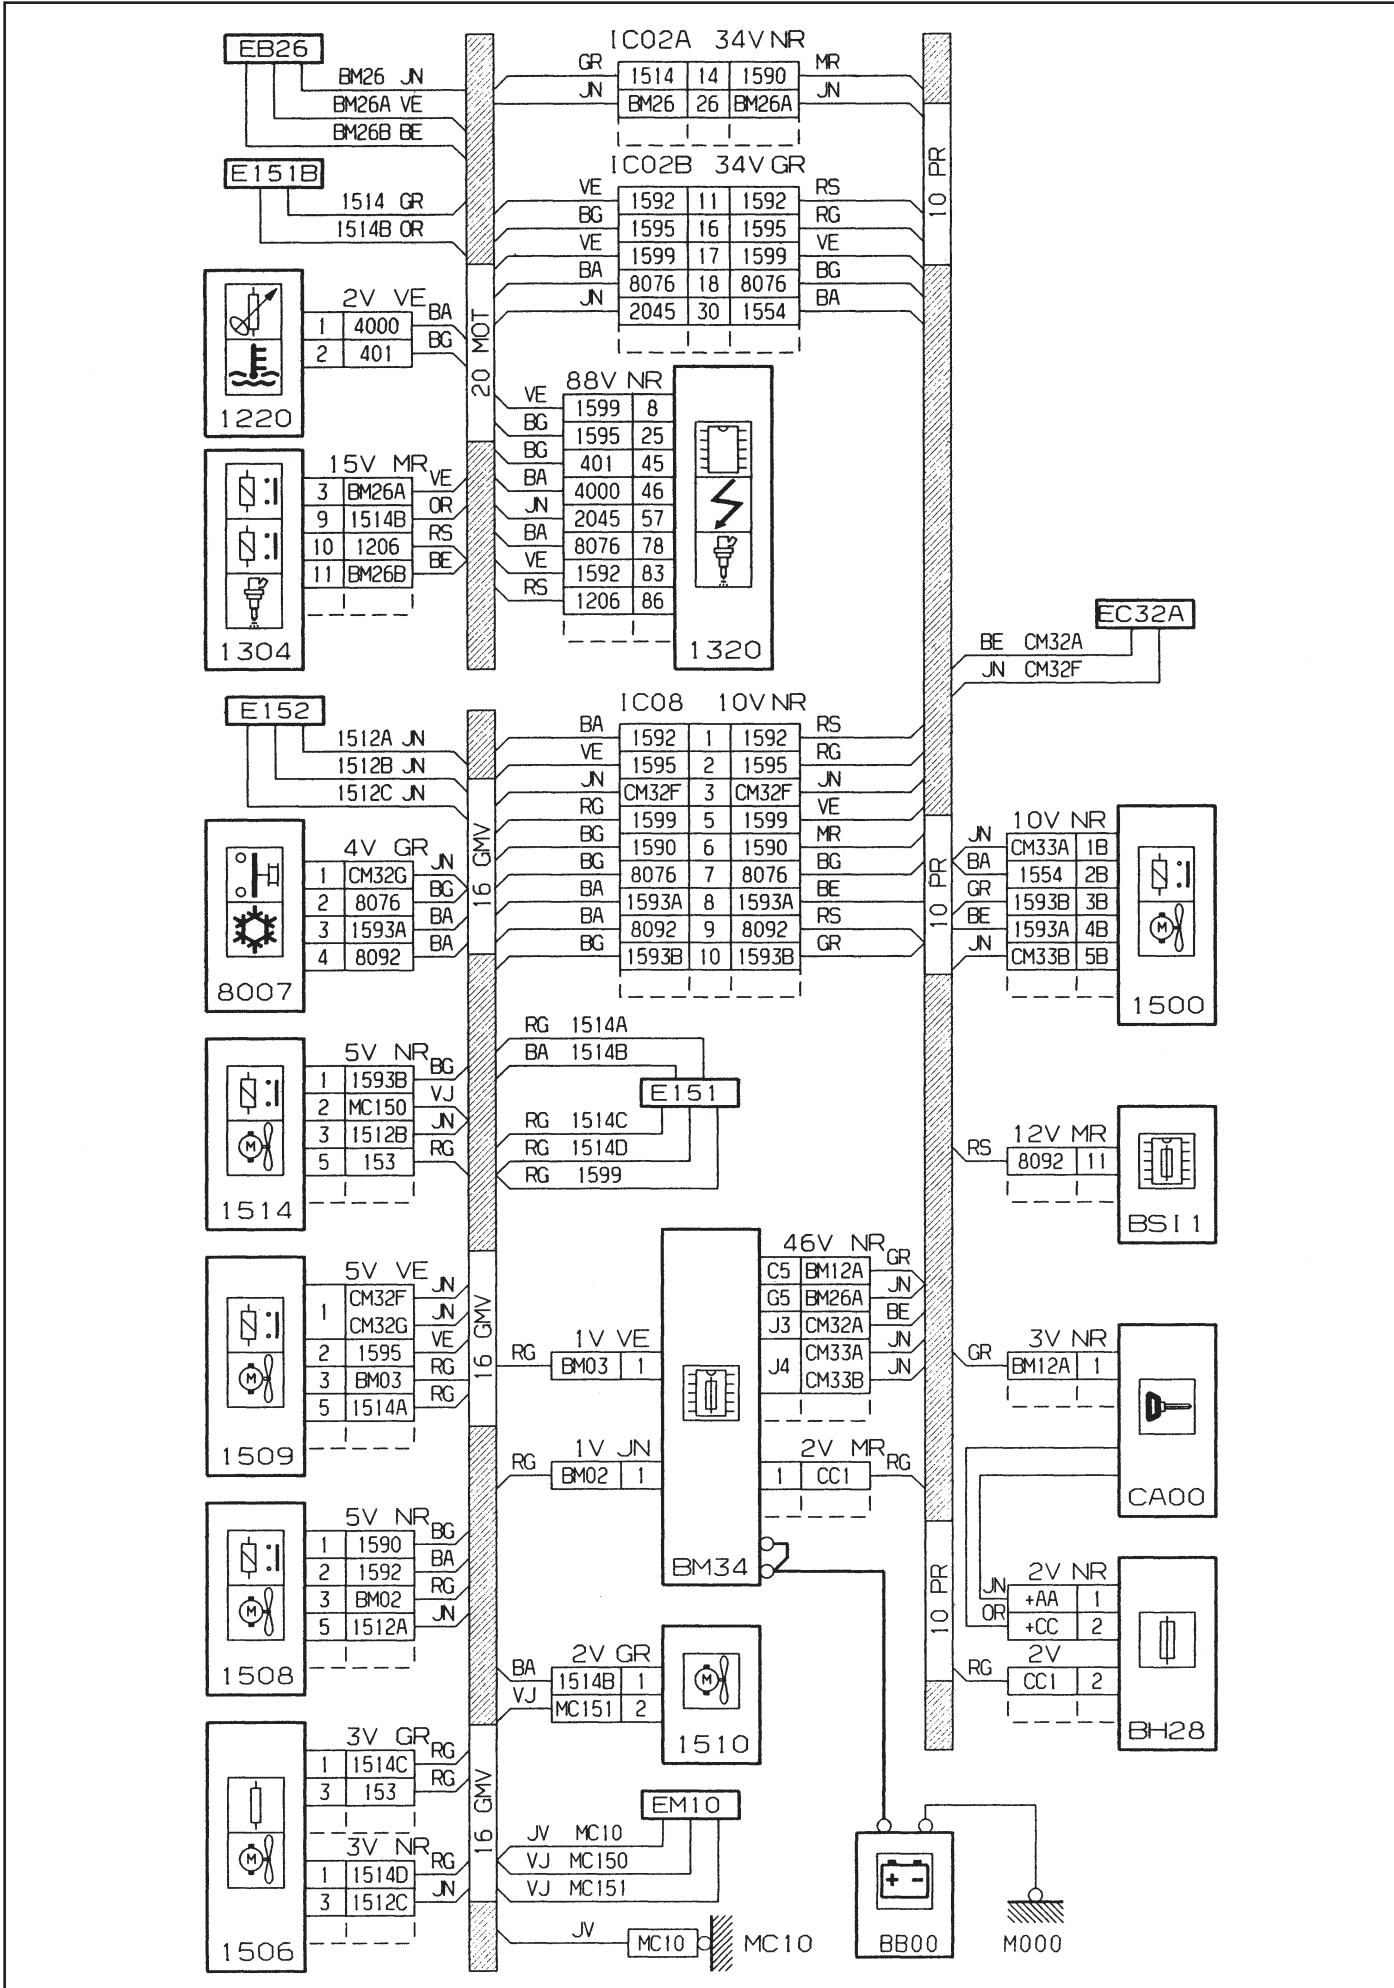 EB26
BM26 JN
BM26A VE
BM26B BE
E151B
1514 GR
1514B OR
1220
2V VE
1 4000 BA
2 401 BG
1304
15V MR
3 BM26A VE
9 1514B OR
10 1206 RS
11 BM26B BE
20 MOT
IC02A 34V NR
GR 1514 14 1590 MR
JN BM26 26 BM26A JN
IC02B 34V GR
VE 1592 11 1592 RS
BG 1595 16 1595 RG
VE 1599 17 1599 VE
BA 8076 18 8076 BG
JN 2045 30 1554 BA
10 PR
88V NR
VE 1599 8
BG 1595 25
BG 401 45
BA 4000 46
JN 2045 57
BA 8076 78
VE 1592 83
RS 1206 86
1320
EC32A
BE CM32A
JN CM32F
E152
1512A JN
1512B JN
1512C JN
8007
4V GR
1 CM32G JN
2 8076 BG
3 1593A BA
4 8092 BA
16 GMV
IC08 10V NR
BA 1592 1 1592 RS
VE 1595 2 1595 RG
JN CM32F 3 CM32F JN
RG 1599 5 1599 VE
BG 1590 6 1590 MR
BG 8076 7 8076 BG
BA 1593A 8 1593A BE
BA 8092 9 8092 RS
BG 1593B 10 1593B GR
10 PR
10V NR
JN CM33A 1B
BA 1554 2B
GR 1593B 3B
BE 1593A 4B
JN CM33B 5B
1500
1514
5V NR
1 1593B BG
2 MC150 VJ
3 1512B JN
5 153 RG
RG 1514A
BA 1514B
E151
RG 1514C
RG 1514D
RG 1599
12V MR
RS 8092 11
BSI1
1509
5V VE
1 CM32F JN
CM32G JN
2 1595 VE
3 BM03 RG
5 1514A RG
16 GMV
1V VE
RG BM03 1
1V JN
RG BM02 1
BM34
46V NR
C5 BM12A GR
G5 BM26A JN
J3 CM32A BE
J4 CM33A JN
CM33B JN
2V MR
1 CC1 RG
3V NR
GR BM12A 1
CA00
1508
5V NR
1 1590 BG
2 1592 BA
3 BM02 RG
5 1512A JN
10 PR
2V NR
JN +AA 1
OR +CC 2
2V
RG CC1 2
BH28
2V GR
BA 1514B 1
VJ MC151 2
1510
1506
3V GR
1 1514C RG
3 153 RG
3V NR
1 1514D RG
3 1512C JN
16 GMV
EM10
JV MC10
VJ MC150
VJ MC151
JV MC10 MC10
BB00
M000